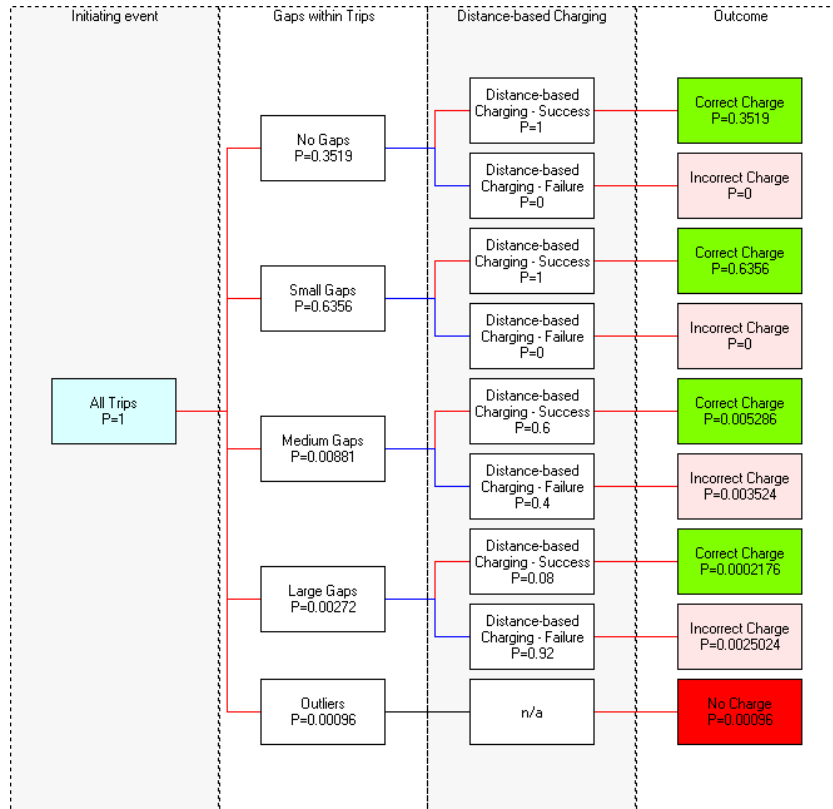 Initiating event
Gaps within Trips
Distance-based Charging
Outcome
All Trips
P=1
No Gaps
P=0.3519
Distance-based
Charging - Success
P=1
Correct Charge
P=0.3519
Distance-based
Charging - Failure
P=0
Incorrect Charge
P=0
Small Gaps
P=0.6356
Distance-based
Charging - Success
P=1
Correct Charge
P=0.6356
Distance-based
Charging - Failure
P=0
Incorrect Charge
P=0
Medium Gaps
P=0.00881
Distance-based
Charging - Success
P=0.6
Correct Charge
P=0.005286
Distance-based
Charging - Failure
P=0.4
Incorrect Charge
P=0.003524
Large Gaps
P=0.00272
Distance-based
Charging - Success
P=0.08
Correct Charge
P=0.0002176
Distance-based
Charging - Failure
P=0.92
Incorrect Charge
P=0.0025024
Outliers
P=0.00096
n/a
No Charge
P=0.00096